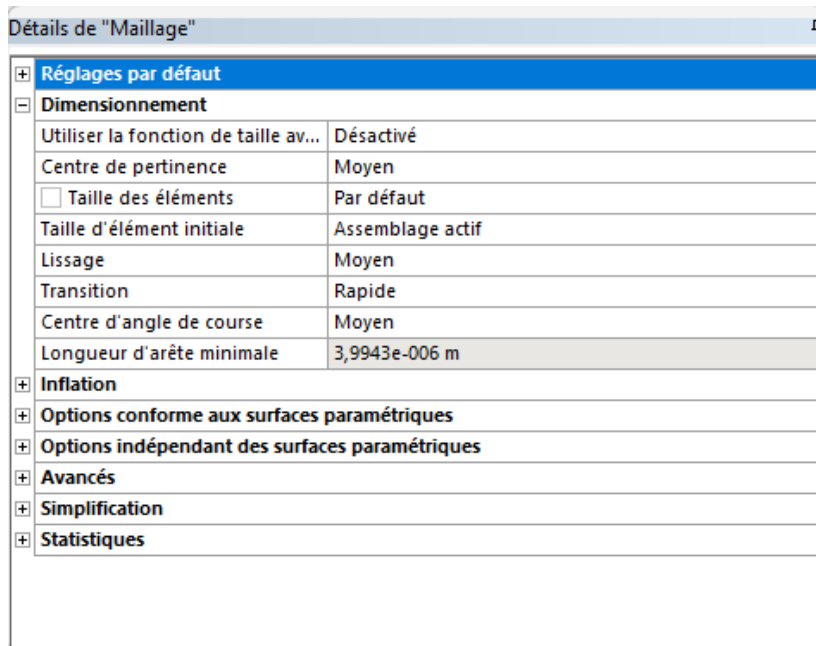 Détails de "Maillage"
Réglages par défaut
Dimensionnement
Utiliser la fonction de taille av... Désactivé
Centre de pertinence Moyen
Taille des éléments Par défaut
Taille d'élément initiale Assemblage actif
Lissage Moyen
Transition Rapide
Centre d'angle de course Moyen
Longueur d'arête minimale 3,9943e-006 m
Inflation
Options conforme aux surfaces paramétriques
Options indépendant des surfaces paramétriques
Avancés
Simplification
Statistiques